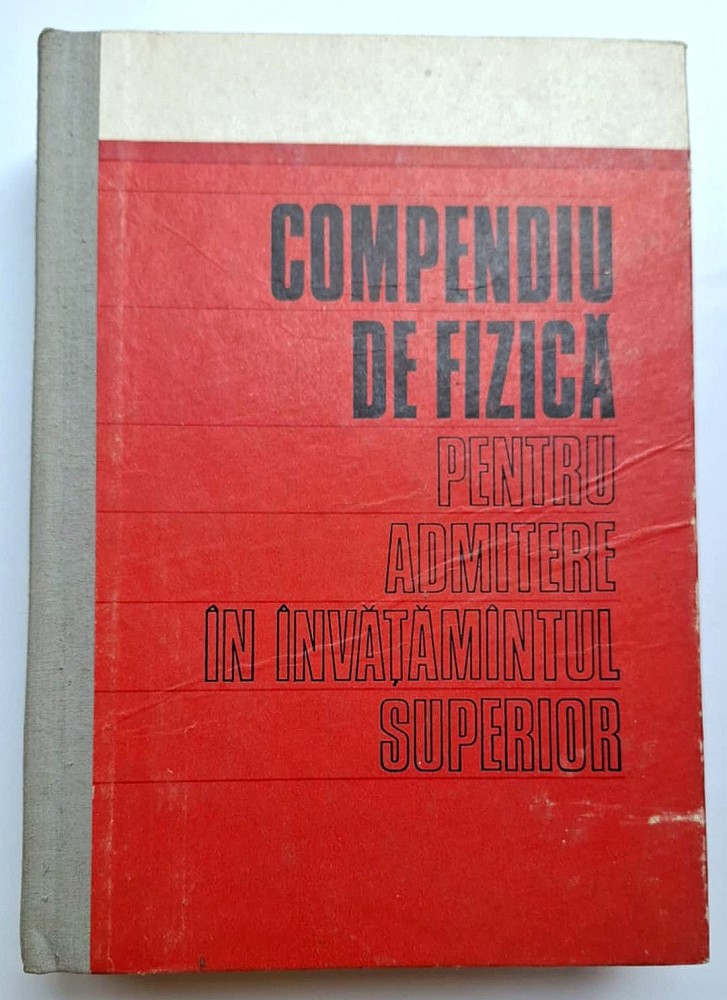 COMPENDIU
DE FIZICĂ
PENTRU
ADMITERE
ÎN ÎNVĂȚĂMÎNTUL
SUPERIOR